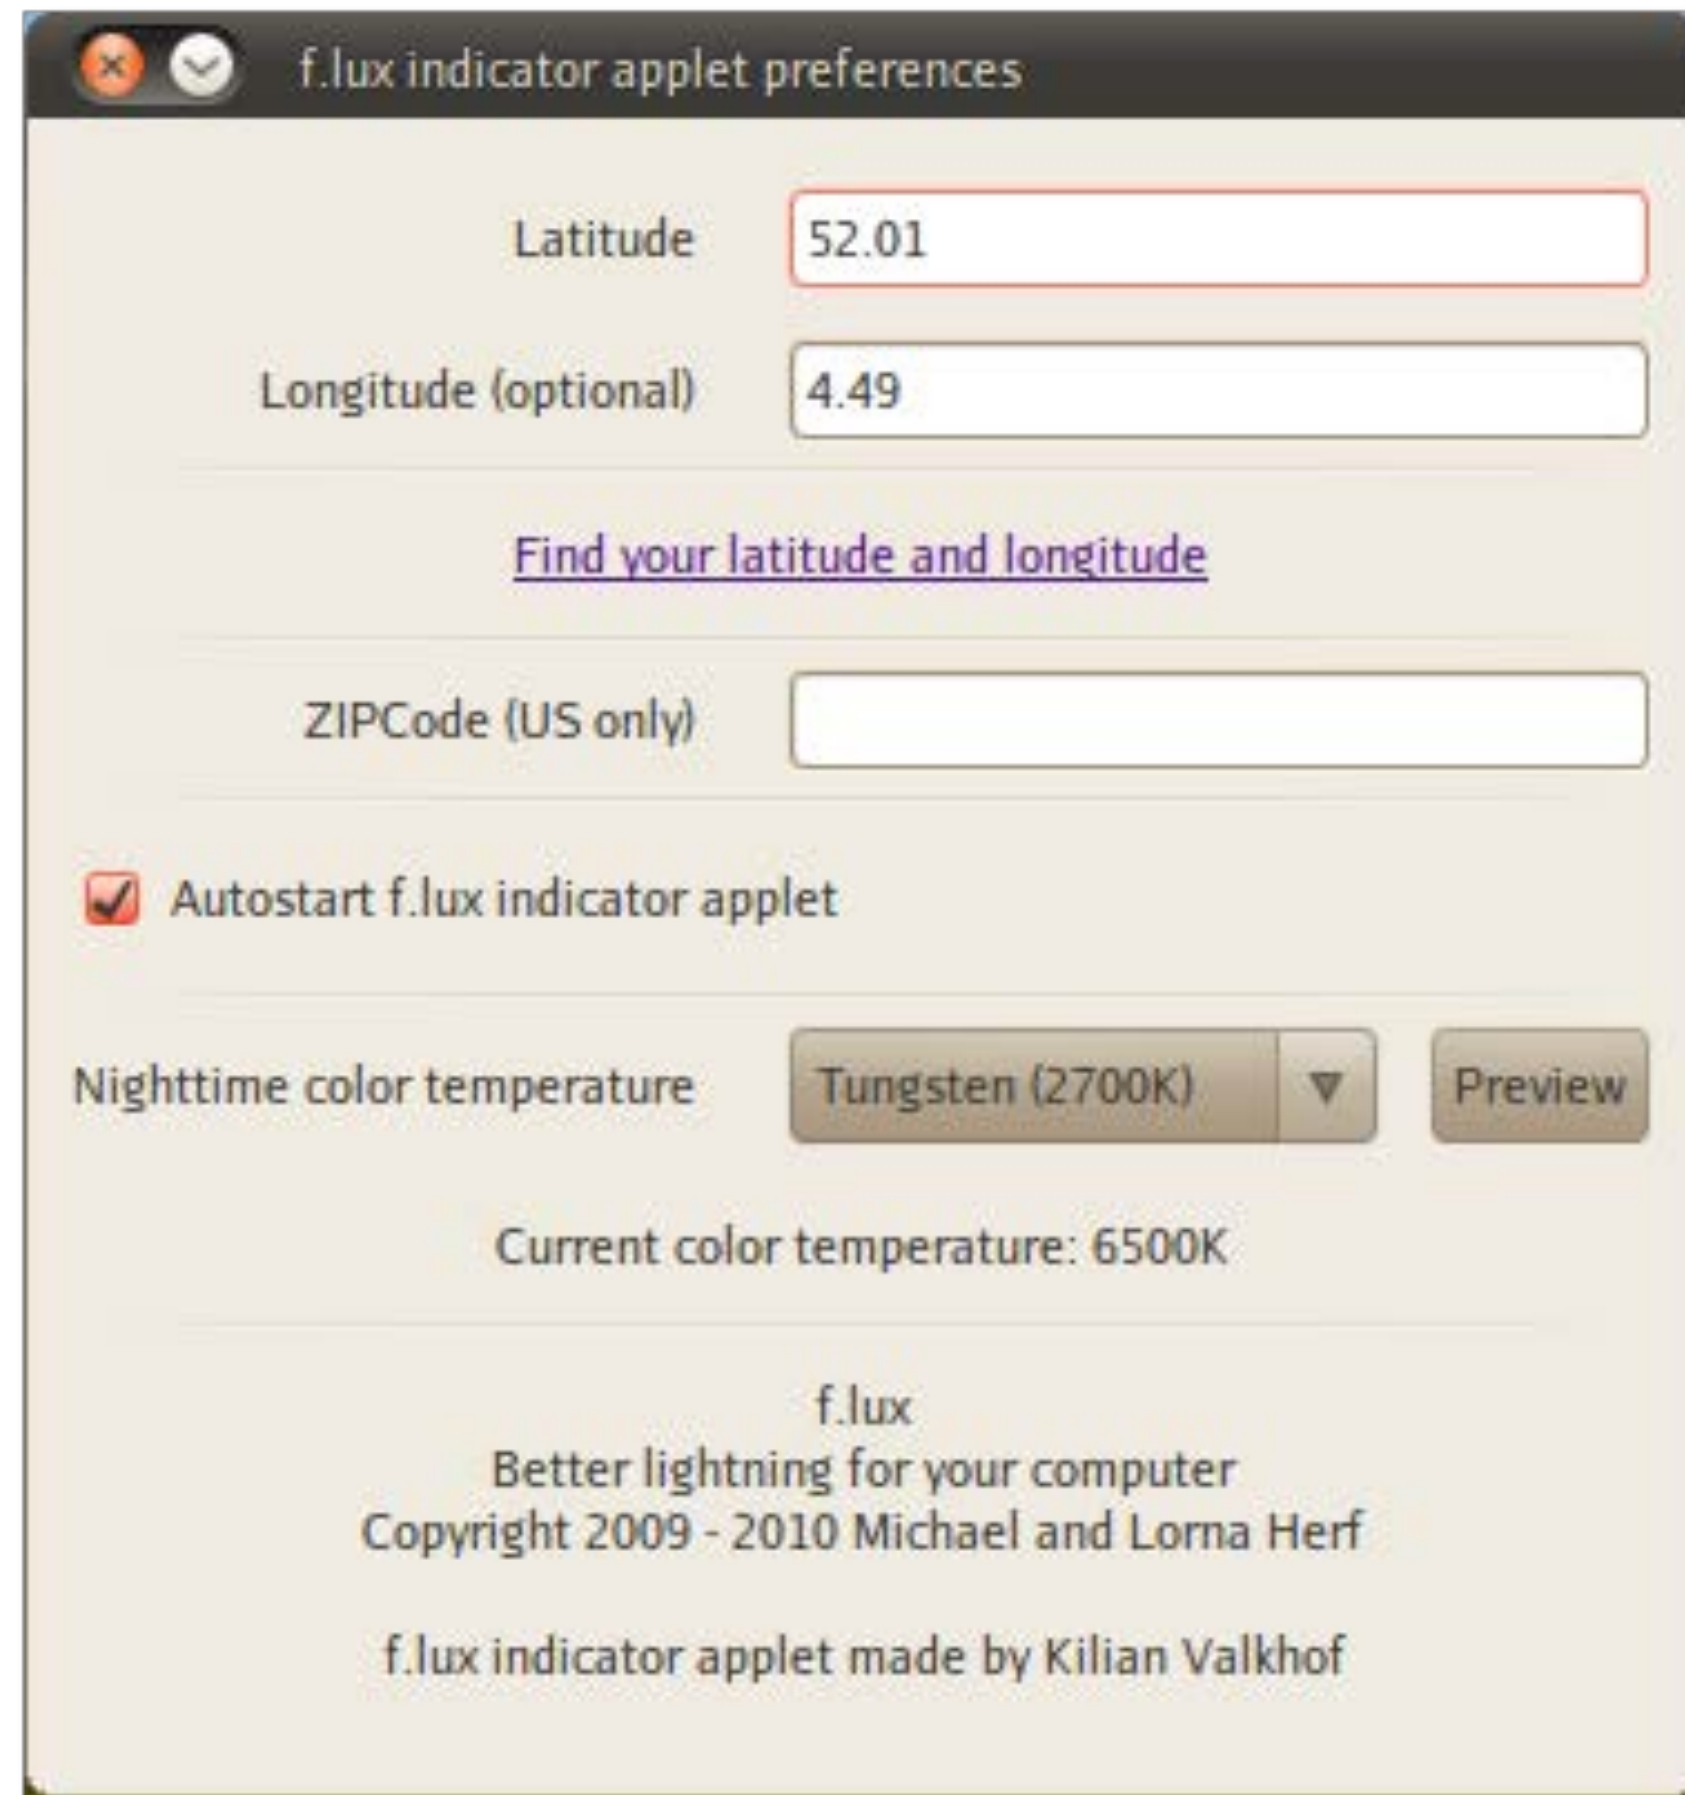 f.lux indicator applet preferences
Latitude 52.01
Longitude (optional) 4.49
Find your latitude and longitude
ZIPCode (US only)
Autostart f.lux indicator applet
Nighttime color temperature Tungsten (2700K) Preview
Current color temperature: 6500K
f.lux
Better lightning for your computer
Copyright 2009 - 2010 Michael and Lorna Herf
f.lux indicator applet made by Kilian Valkhof